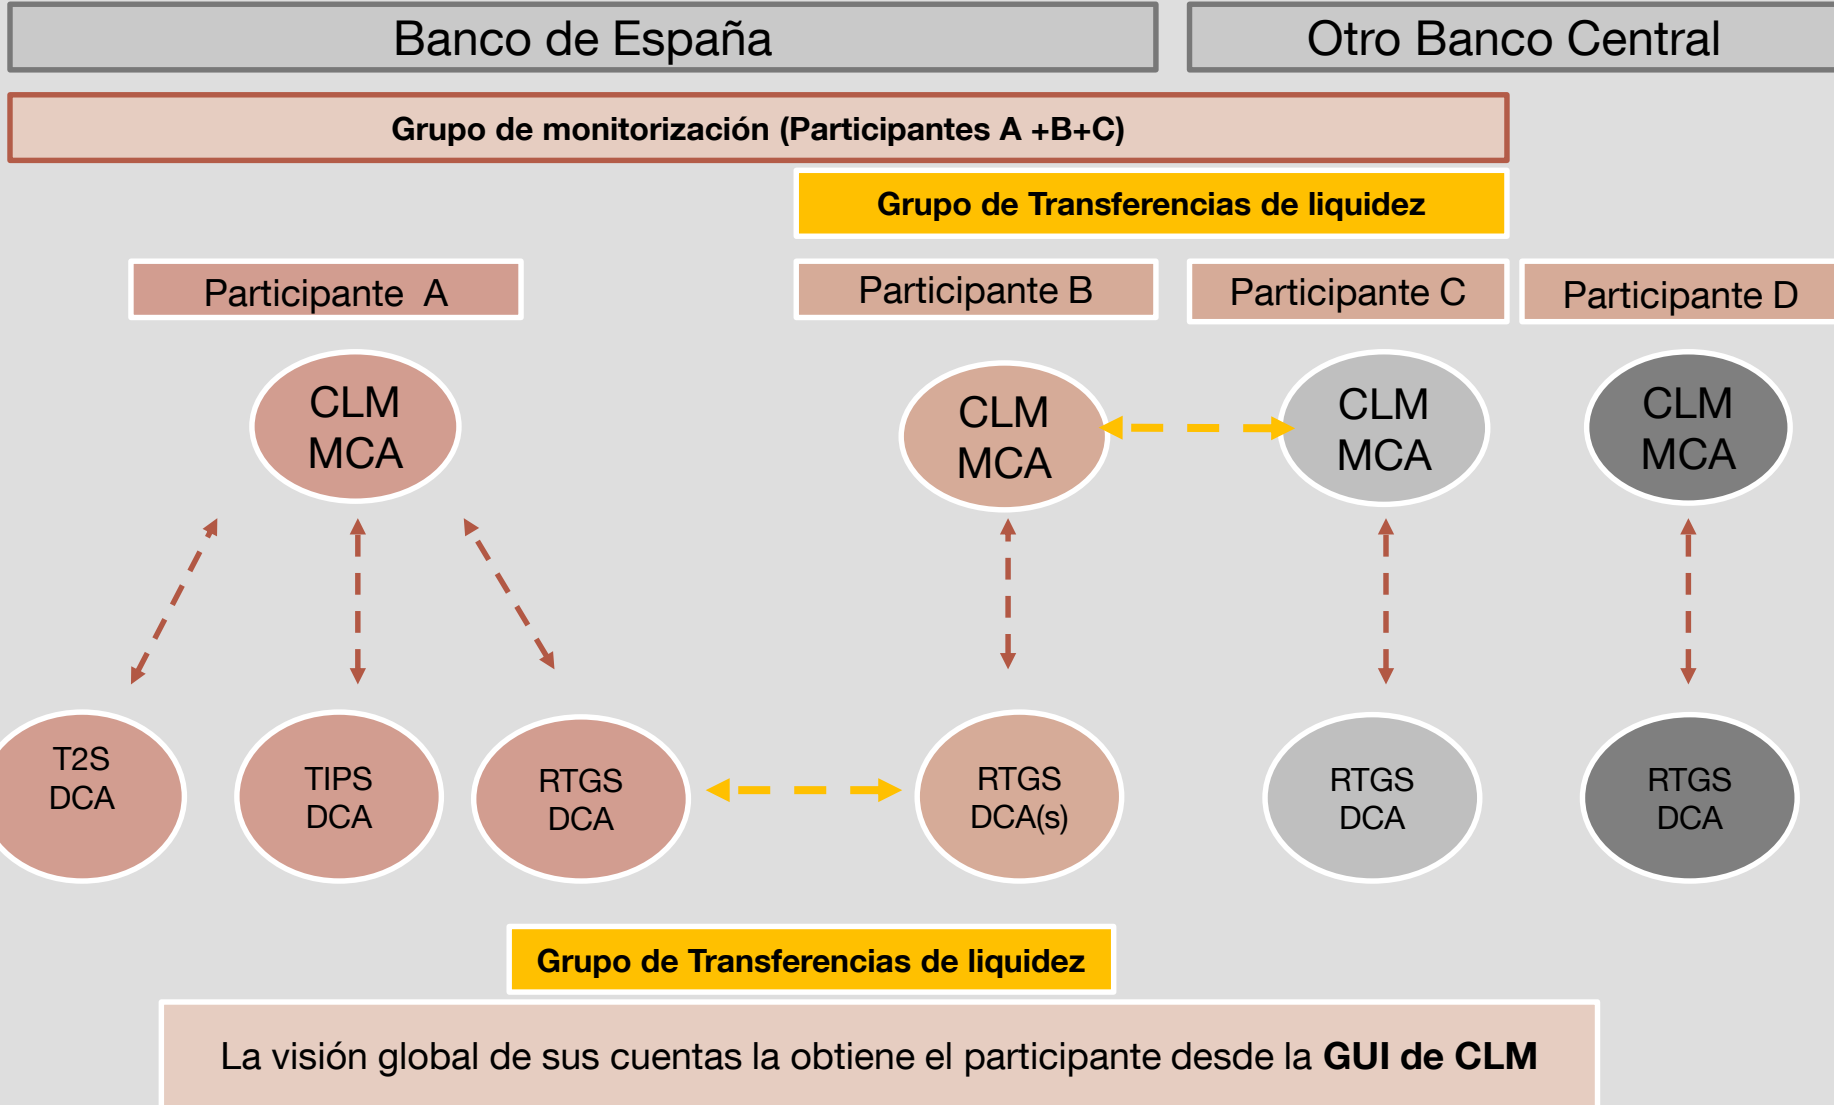 Banco de España
Otro Banco Central
Grupo de monitorización (Participantes A +B+C)
Grupo de Transferencias de liquidez
Participante A
Participante B
Participante C
Participante D
CLM
MCA
CLM
MCA
CLM
MCA
CLM
MCA
T2S
DCA
TIPS
DCA
RTGS
DCA
RTGS
DCA(s)
RTGS
DCA
RTGS
DCA
Grupo de Transferencias de liquidez
La visión global de sus cuentas la obtiene el participante desde la GUI de CLM